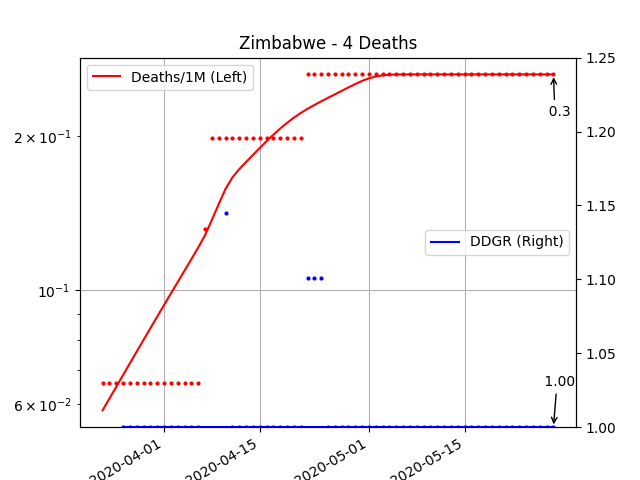 Zimbabwe - 4 Deaths
Deaths/1M (Left)
DDGR (Right)
2 × 10⁻¹
10⁻¹
6 × 10⁻²
1.25
1.20
1.15
1.10
1.05
1.00
0.3
1.00
2020-04-01
2020-04-15
2020-05-01
2020-05-15